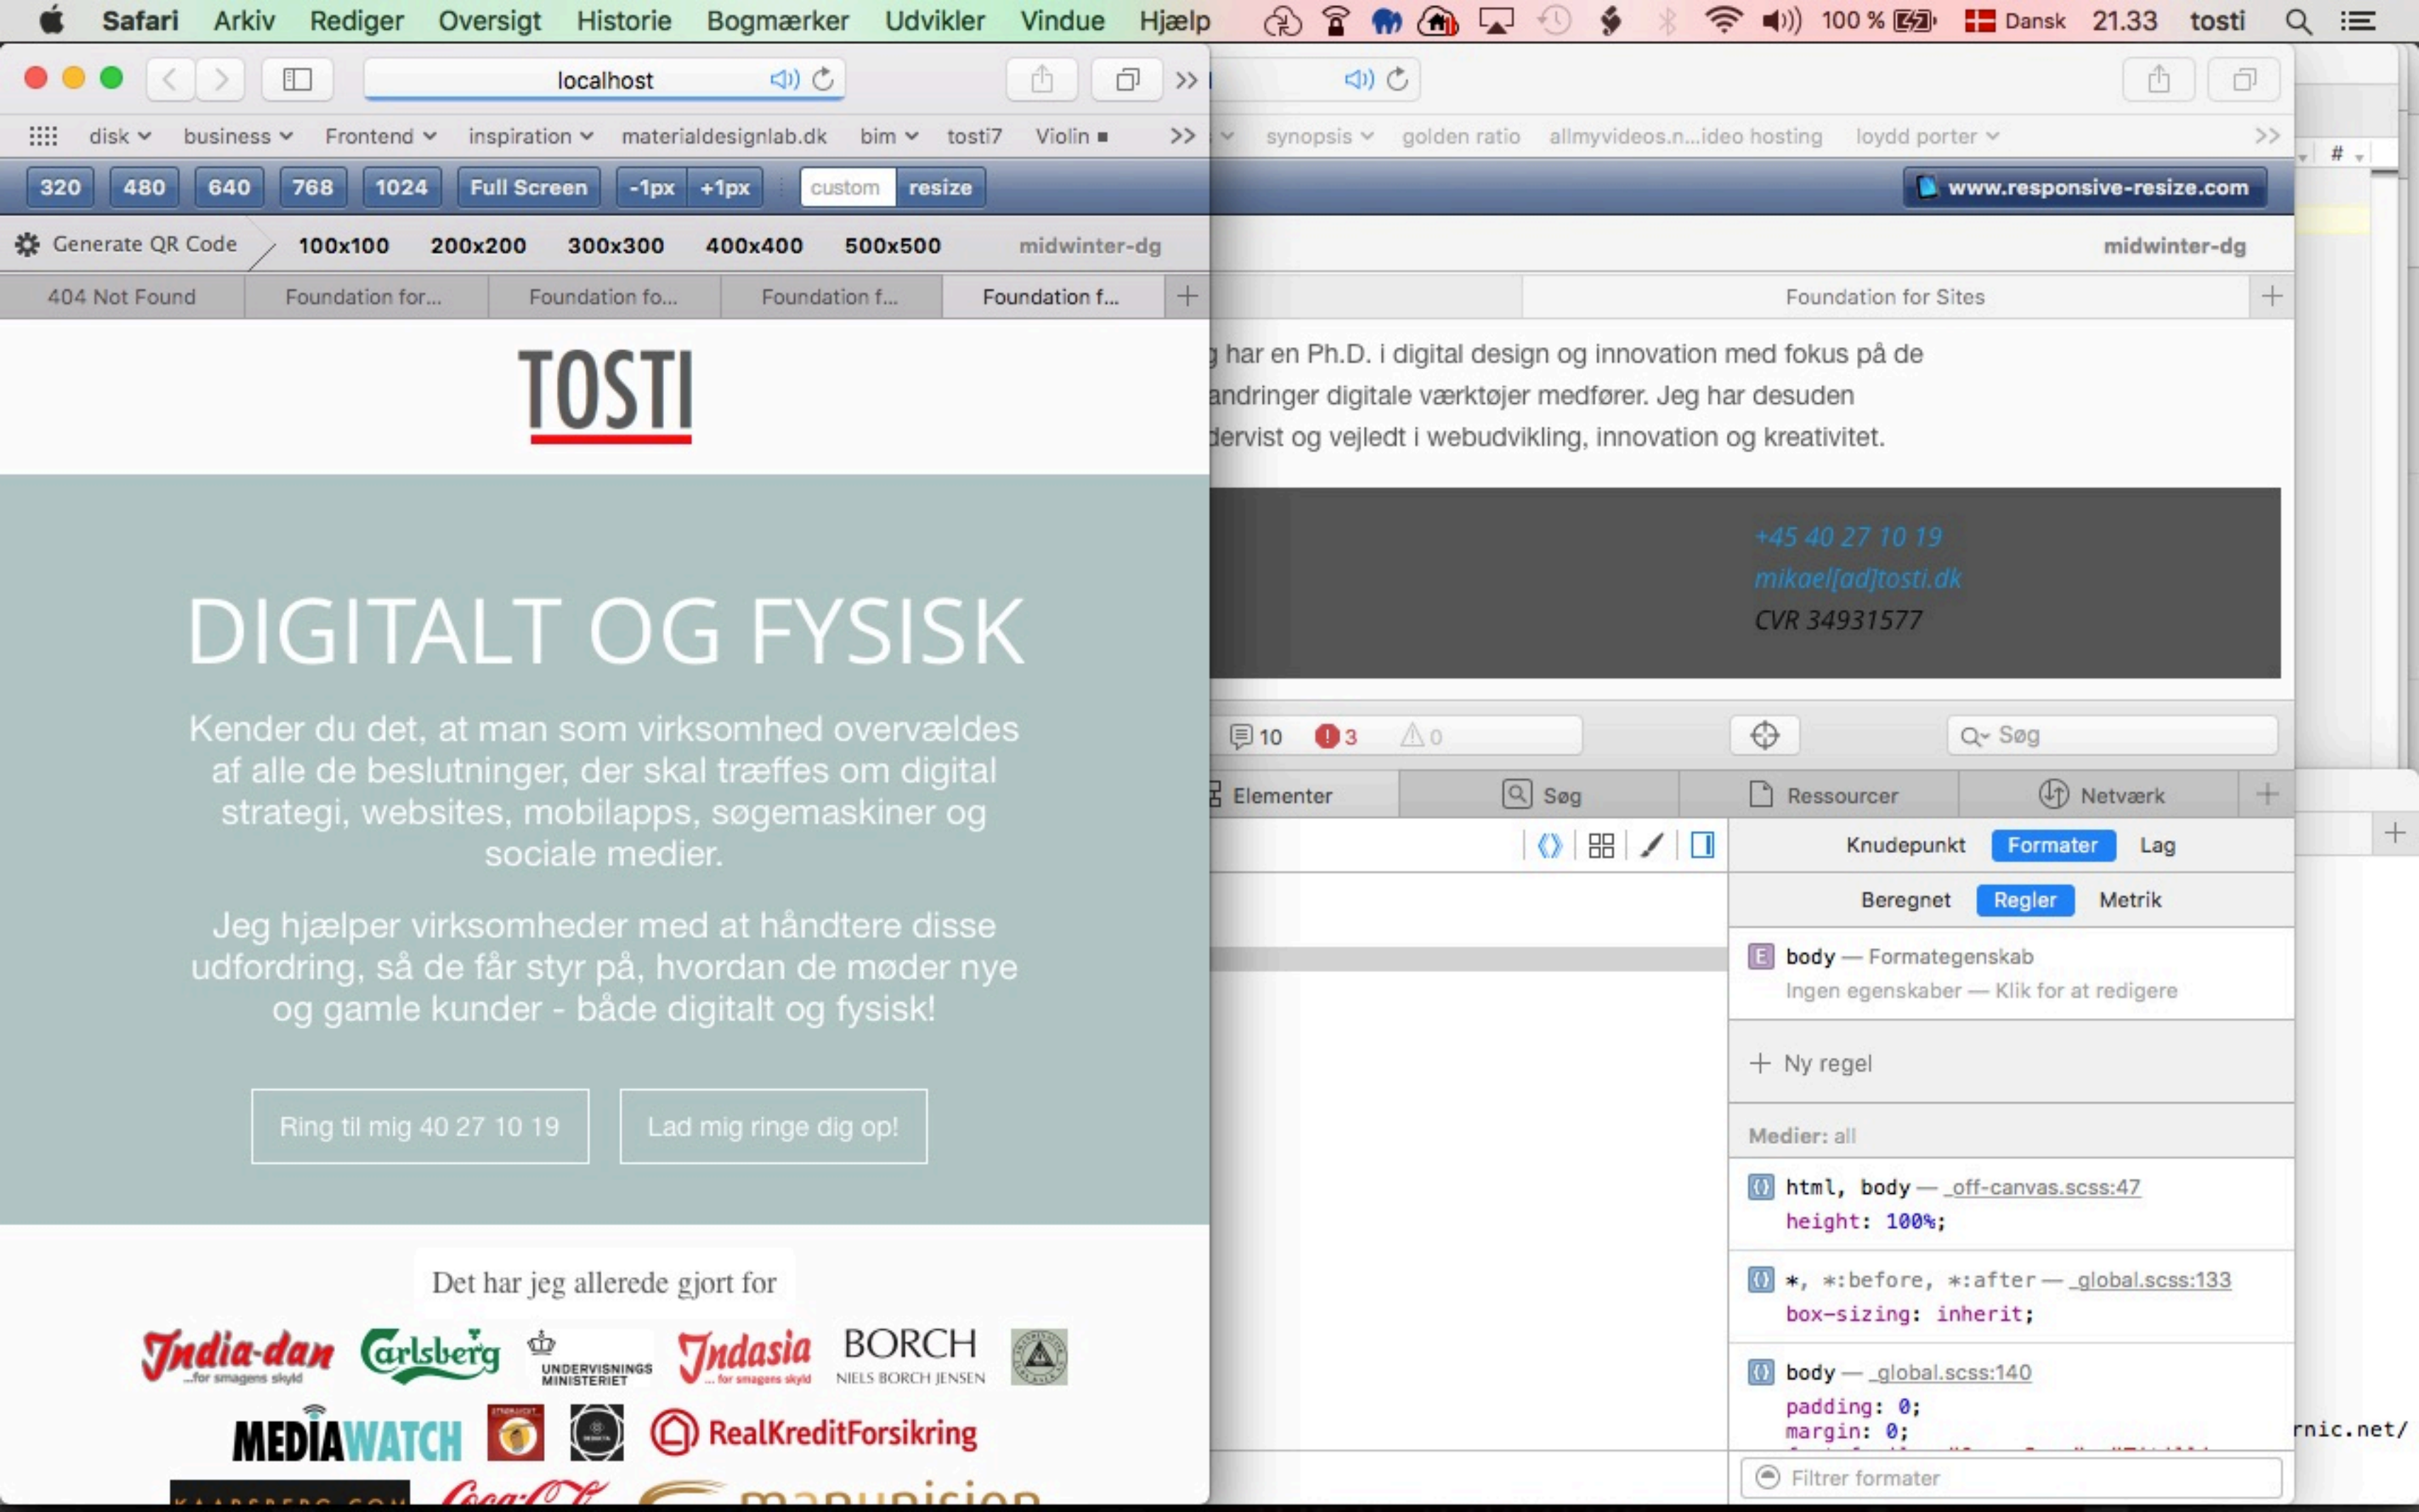 Safari Arkiv Rediger Oversigt Historie Bogmærker Udvikler Vindue Hjælp 100 % Dansk 21.33 tosti
localhost
disk business Frontend inspiration materialdesignlab.dk bim tosti7 Violin
320 480 640 768 1024 Full Screen -1px +1px custom resize
Generate QR Code 100x100 200x200 300x300 400x400 500x500 midwinter-dg
404 Not Found Foundation for... Foundation fo... Foundation f... Foundation f... +
TOSTI
DIGITALT OG FYSISK
Kender du det, at man som virksomhed overvældes
af alle de beslutninger, der skal træffes om digital
strategi, websites, mobilapps, søgemaskiner og
sociale medier.
Jeg hjælper virksomheder med at håndtere disse
udfordring, så de får styr på, hvordan de møder nye
og gamle kunder - både digitalt og fysisk!
Ring til mig 40 27 10 19
Lad mig ringe dig op!
Det har jeg allerede gjort for
India-dan
...for smagens skyld
Carlsberg
UNDERVISNINGS
MINISTERIET
Indasia
... for smagens skyld
BORCH
NIELS BORCH JENSEN
MEDIAWATCH
RealKreditForsikring
Coca-Co
synopsis golden ratio allmyvideos.n...ideo hosting loydd porter
#
www.responsive-resize.com
midwinter-dg
Foundation for Sites +
g har en Ph.D. i digital design og innovation med fokus på de
andringer digitale værktøjer medfører. Jeg har desuden
dervist og vejledt i webudvikling, innovation og kreativitet.
+45 40 27 10 19
mikael[ad]tosti.dk
CVR 34931577
10 3 0 Søg
Elementer Søg Ressourcer Netværk +
Knudepunkt Formater Lag
Beregnet Regler Metrik
E body — Formategenskab
Ingen egenskaber — Klik for at redigere
+ Ny regel
Medier: all
html, body — _off-canvas.scss:47
height: 100%;
*, *:before, *:after — _global.scss:133
box-sizing: inherit;
body — _global.scss:140
padding: 0;
margin: 0;
Filtrer formater
rnic.net/